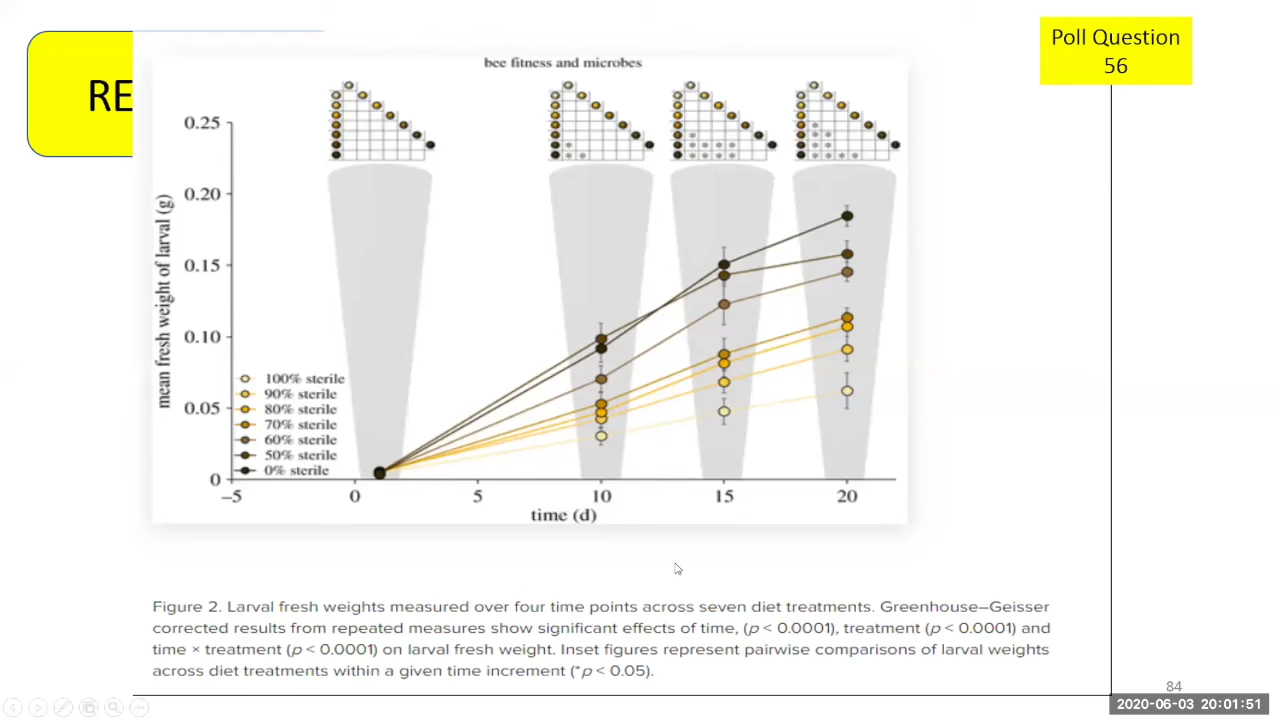 RE
Poll Question
56
bee fitness and microbes
0.25
0.20
0.15
0.10
0.05
0
mean fresh weight of larval (g)
100% sterile
90% sterile
80% sterile
70% sterile
60% sterile
50% sterile
0% sterile
–5
0
5
10
15
20
time (d)
Figure 2. Larval fresh weights measured over four time points across seven diet treatments. Greenhouse–Geisser
corrected results from repeated measures show significant effects of time, (p < 0.0001), treatment (p < 0.0001) and
time × treatment (p < 0.0001) on larval fresh weight. Inset figures represent pairwise comparisons of larval weights
across diet treatments within a given time increment (*p < 0.05).
84
2020-06-03 20:01:51